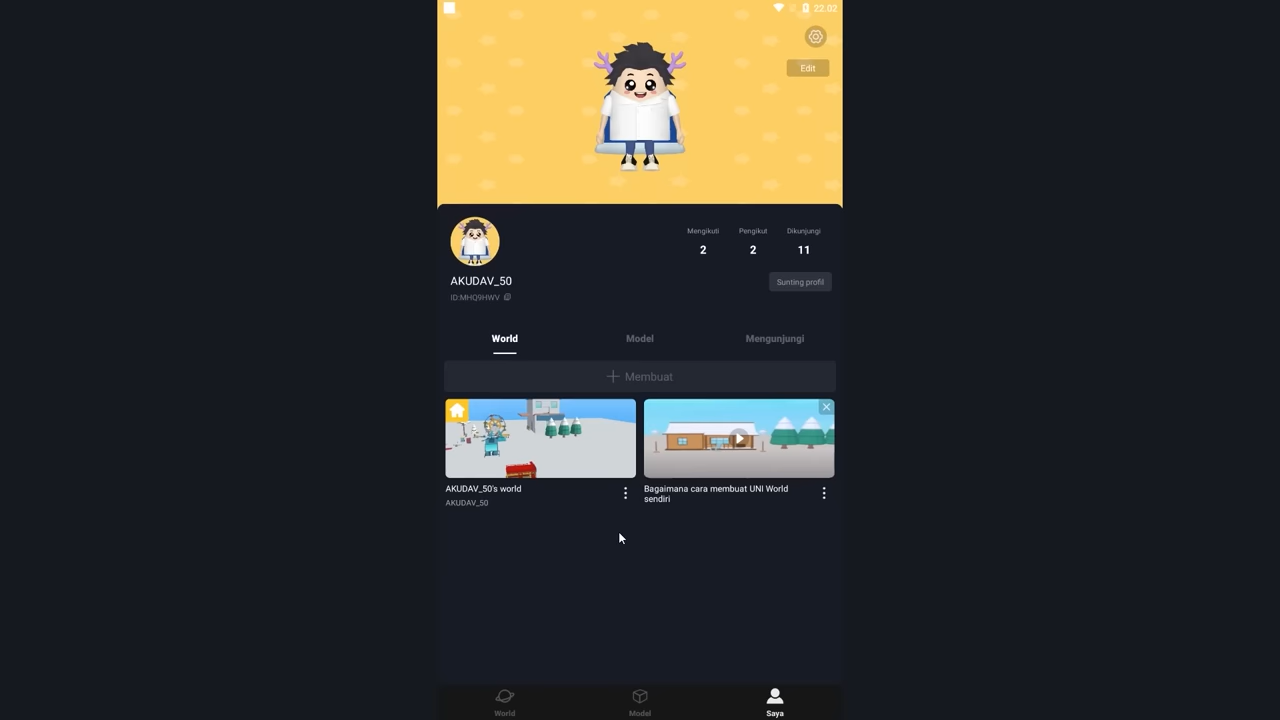 22.02
Edit
Mengikuti Pengikut Dikunjungi
2 2 11
AKUDAV_50
Sunting profil
ID:MHQ9HWV
World Model Mengunjungi
Membuat
AKUDAV_50's world
AKUDAV_50
Bagaimana cara membuat UNI World
sendiri
World Model Saya